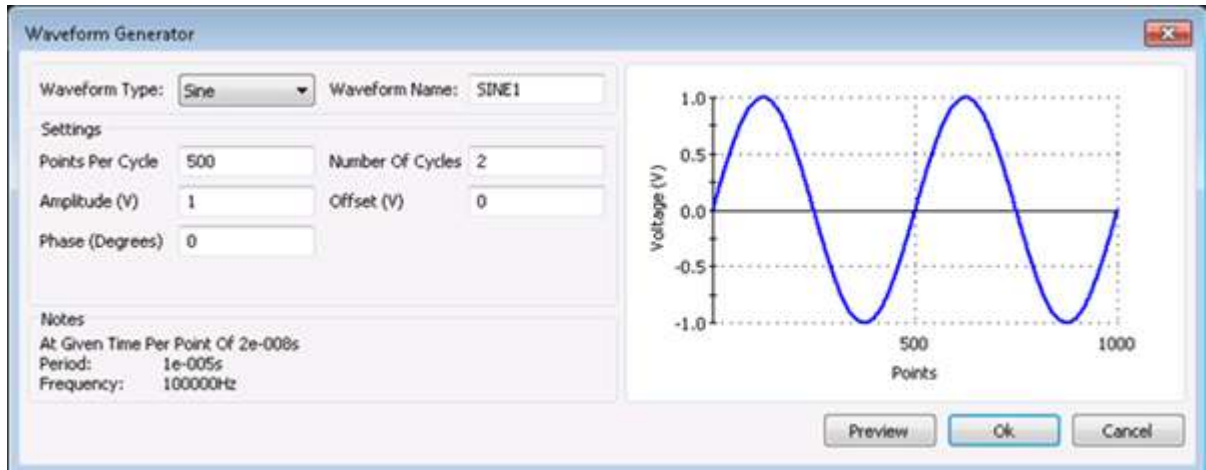 Waveform Generator
Waveform Type: Sine Waveform Name: SINE1
Settings
Points Per Cycle 500 Number Of Cycles 2
Amplitude (V) 1 Offset (V) 0
Phase (Degrees) 0
Notes
At Given Time Per Point Of 2e-008s
Period: 1e-005s
Frequency: 100000Hz
Voltage (V)
1.0
0.5
0.0
-0.5
-1.0
500 1000
Points
Preview Ok Cancel